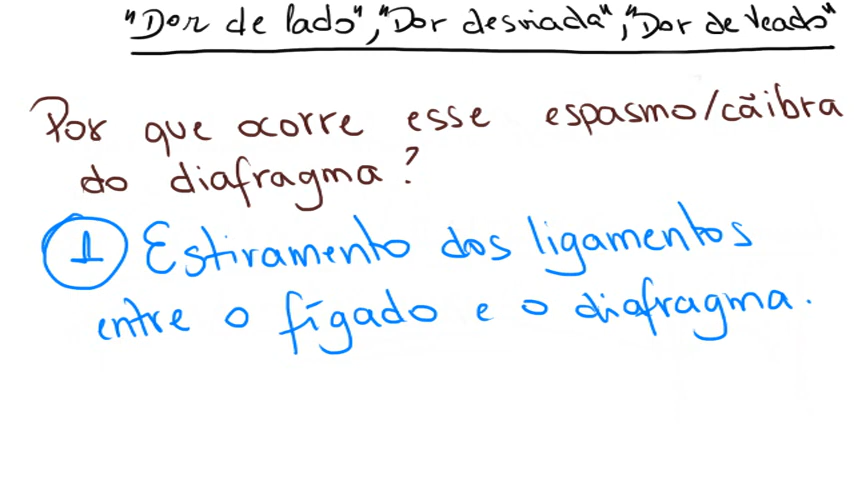 "Dor de lado", "Dor desviada", "Dor de veado"
Por que ocorre esse espasmo/cãibra
do diafragma?
1 Estiramento dos ligamentos
entre o fígado e o diafragma.